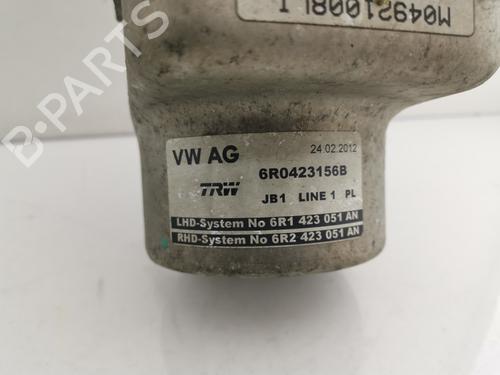 M04921008LI
VW AG
24.02.2012
6R0423156B
TRW
JB1 LINE 1 PL
LHD-System No 6R1 423 051 AN
RHD-System No 6R2 423 051 AN
B-PARTS